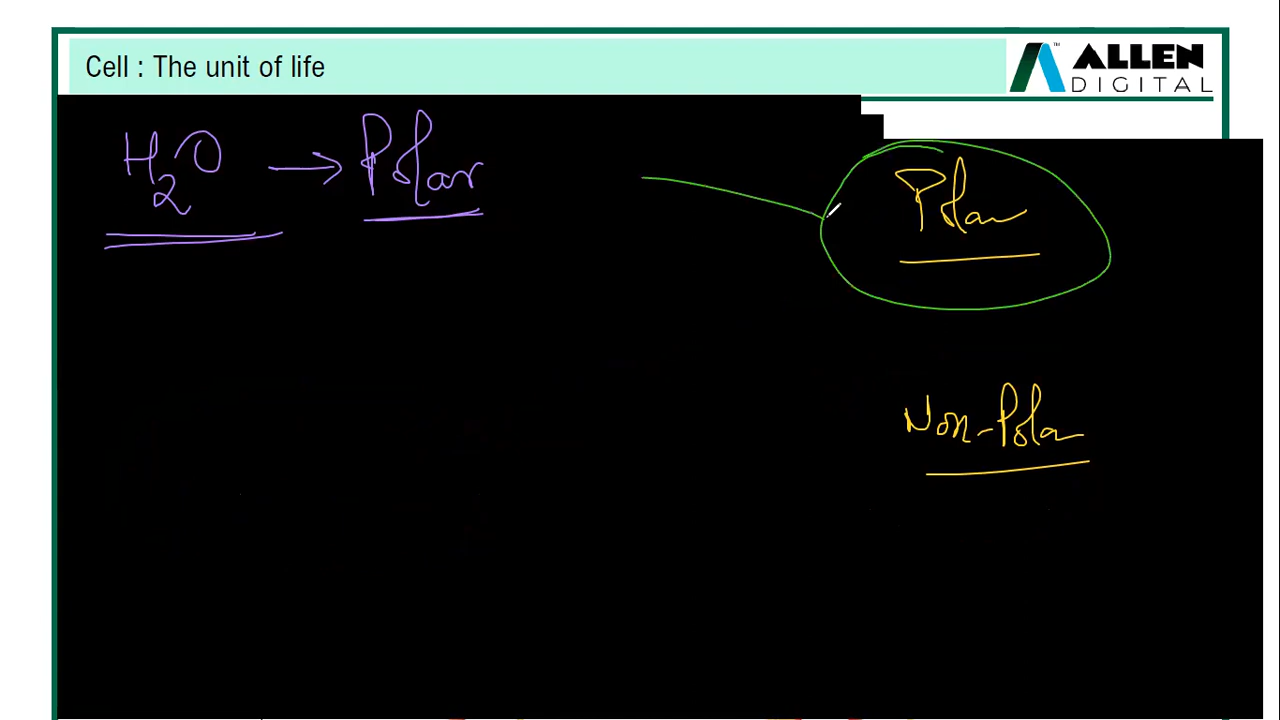 Cell : The unit of life
ALLEN
DIGITAL
H2O → Polar
Polar
Non-Polar